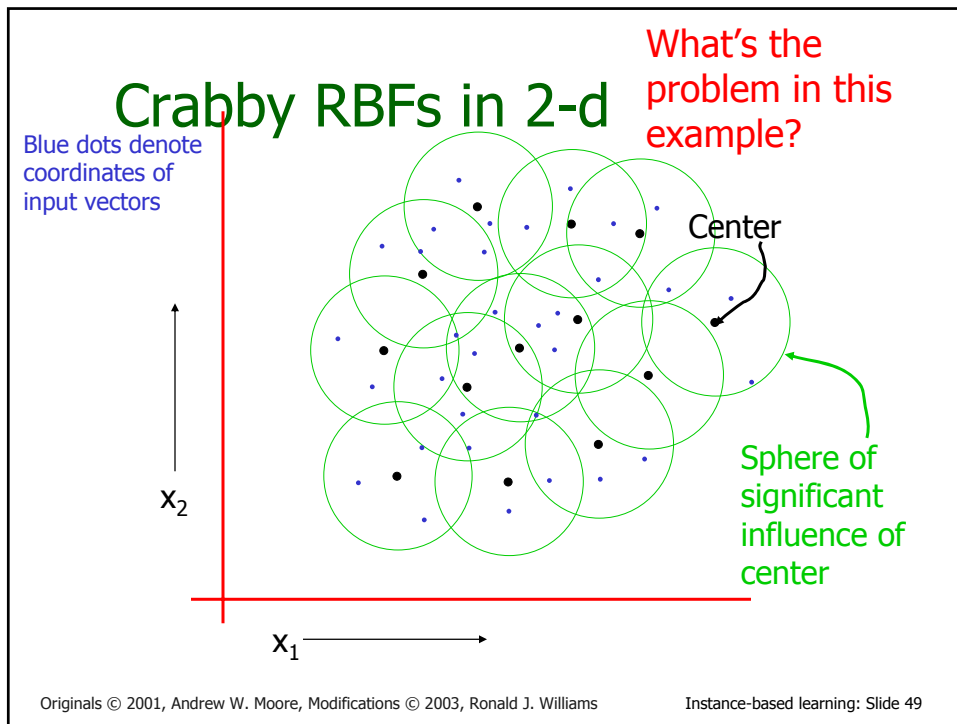 What's the
problem in this
example?
Crabby RBFs in 2-d
Blue dots denote
coordinates of
input vectors
Center
Sphere of
significant
influence of
center
x2
x1
Originals © 2001, Andrew W. Moore, Modifications © 2003, Ronald J. Williams
Instance-based learning: Slide 49